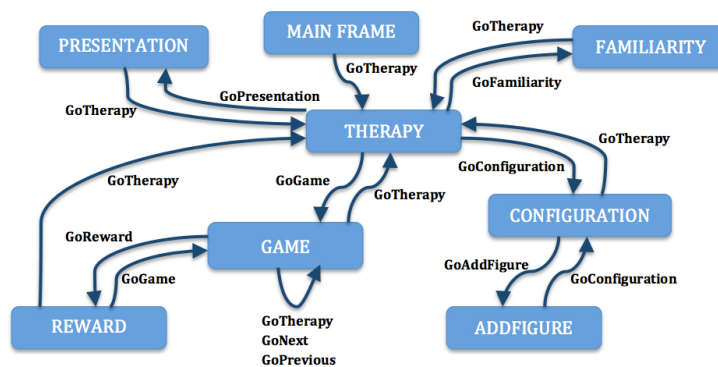 MAIN FRAME
GoTherapy
PRESENTATION
FAMILIARITY
GoTherapy
GoFamiliarity
GoPresentation
GoTherapy
THERAPY
GoTherapy
GoConfiguration
GoTherapy
GoGame
GoTherapy
CONFIGURATION
GoReward
GAME
GoGame
GoAddFigure
GoConfiguration
REWARD
GoTherapy
GoNext
GoPrevious
ADDFIGURE